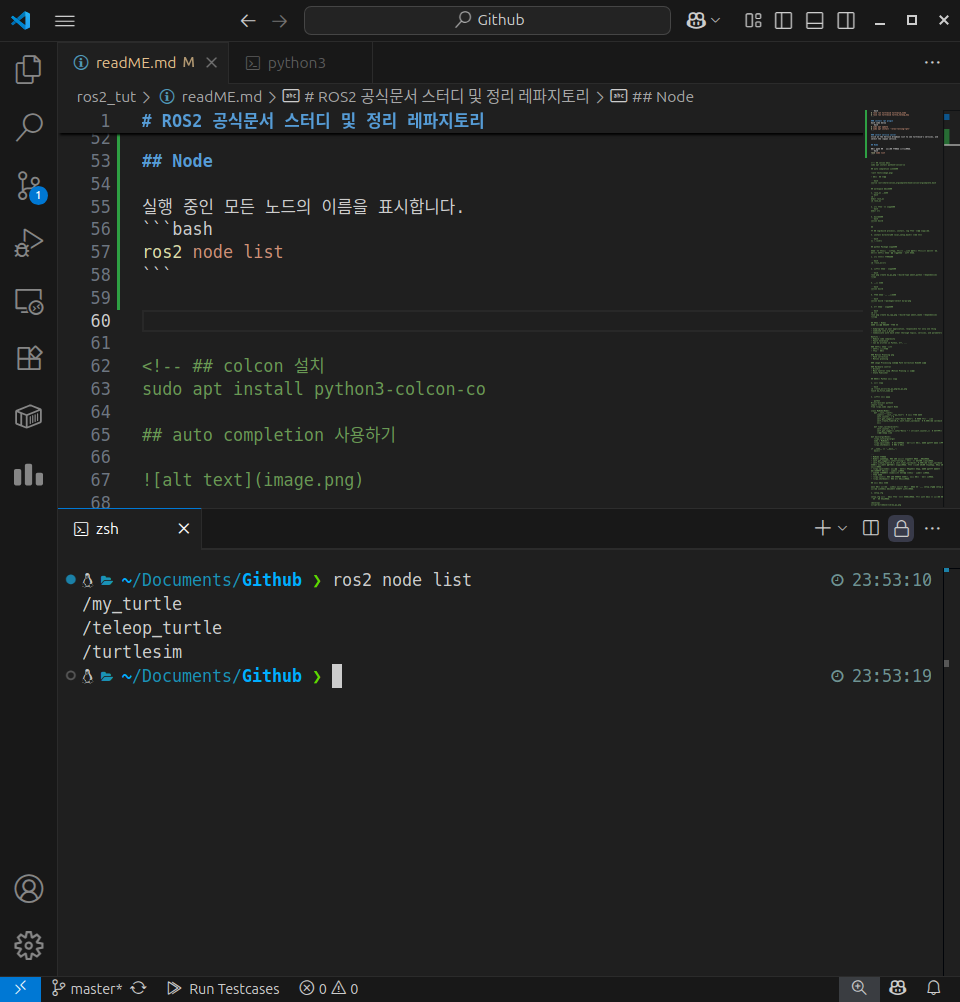 Github
readME.md M
python3
ros2_tut > readME.md > # ROS2 공식문서 스터디 및 정리 레파지토리 > ## Node
1 # ROS2 공식문서 스터디 및 정리 레파지토리
52
53 ## Node
54
55 실행 중인 모든 노드의 이름을 표시합니다.
56 ```bash
57 ros2 node list
58 ```
59
60
61
62 <!-- ## colcon 설치
63 sudo apt install python3-colcon-co
64
65 ## auto completion 사용하기
66
67 ![alt text](image.png)
68
1
zsh
~/Documents/Github ❯ ros2 node list 23:53:10
/my_turtle
/teleop_turtle
/turtlesim
~/Documents/Github ❯ 23:53:19
master* Run Testcases 0 0